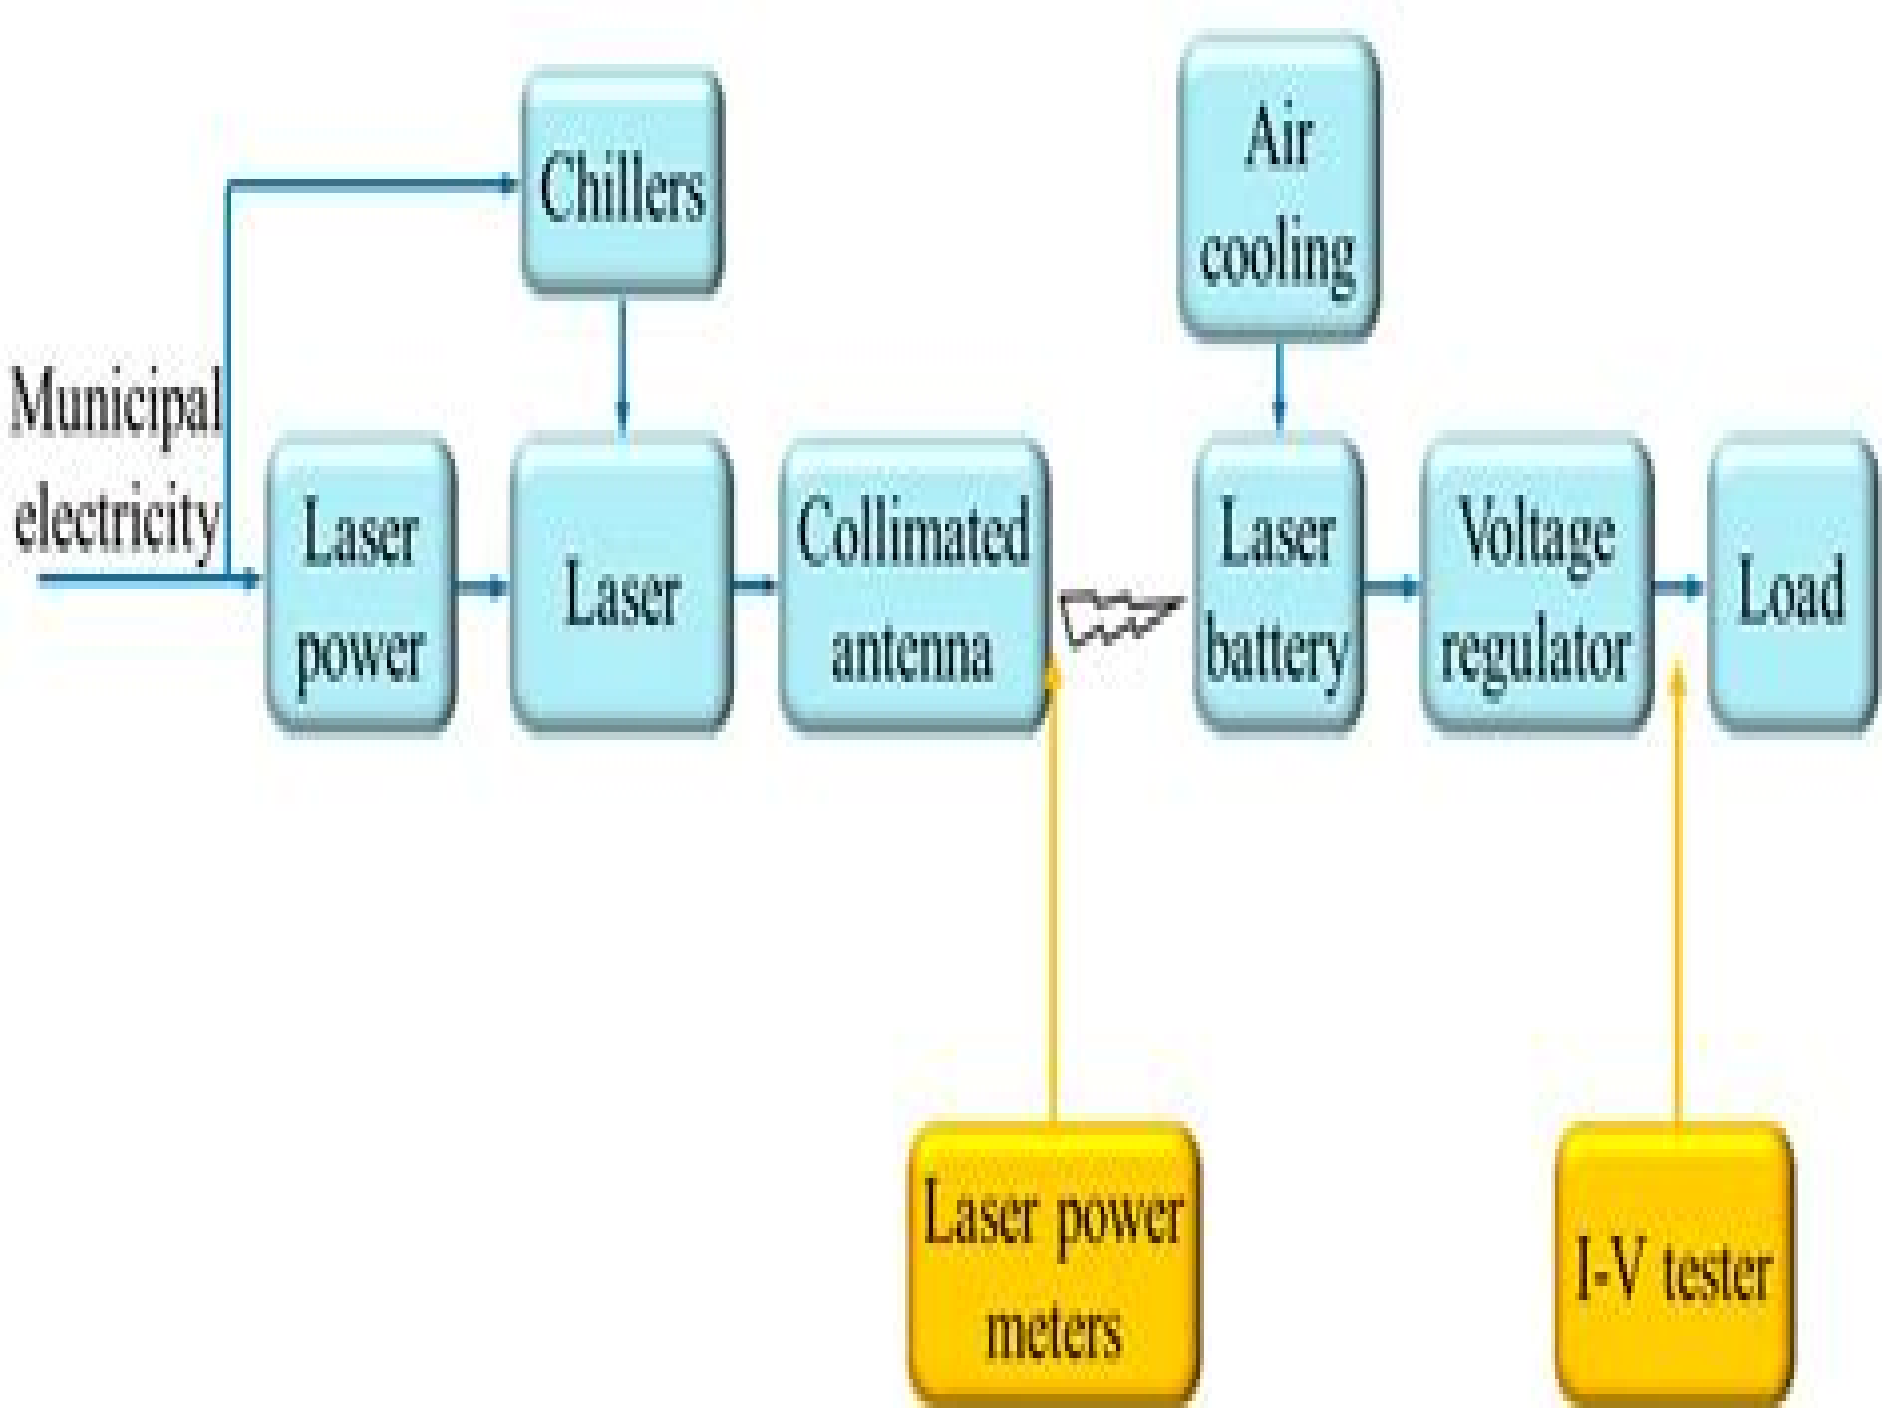 Chillers
Air
cooling
Municipal
electricity
Laser
power
Laser
Collimated
antenna
Laser
battery
Voltage
regulator
Load
Laser power
meters
I-V tester